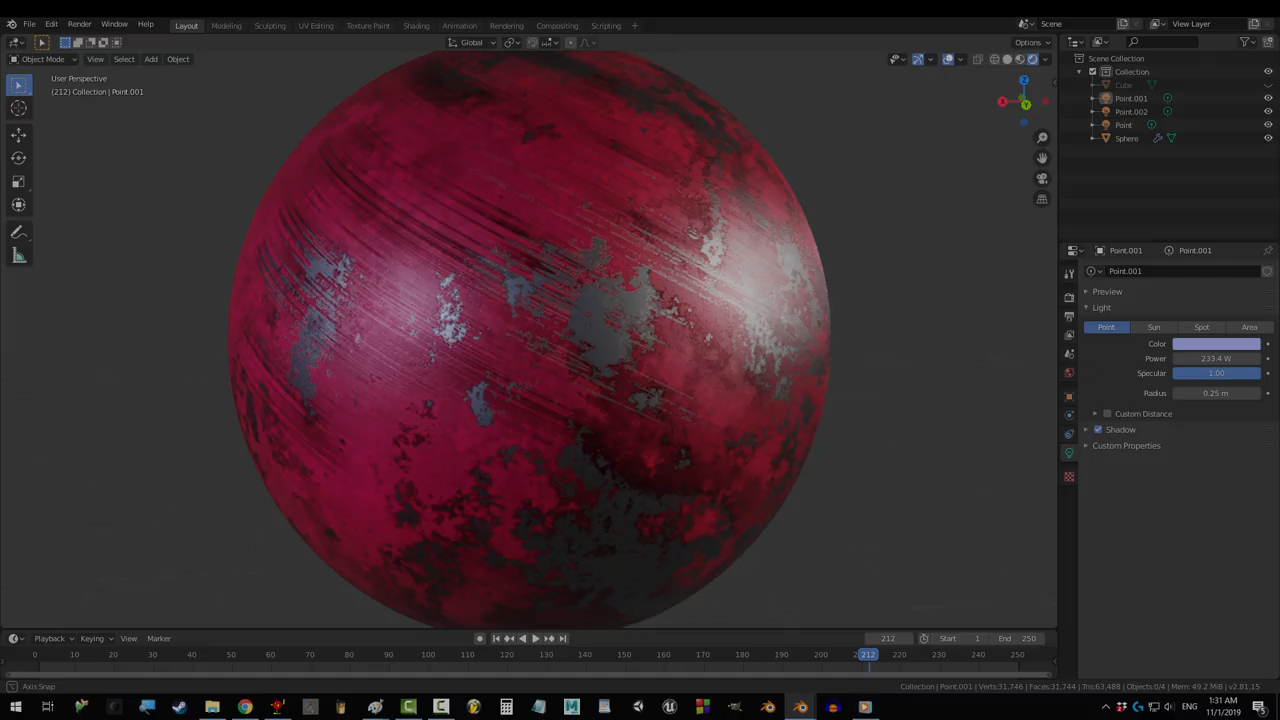 File Edit Render Window Help
Layout Modeling Sculpting UV Editing Texture Paint Shading Animation Rendering Compositing Scripting +
Scene
View Layer
Global
Options
Object Mode View Select Add Object
User Perspective
(212) Collection | Point.001
Z
X
Y
Scene Collection
Collection
Cube
Point.001
Point.002
Point
Sphere
Point.001 Point.001
Point.001
Preview
Light
Point Sun Spot Area
Color
Power 233.4 W
Specular 1.00
Radius 0.25 m
Custom Distance
Shadow
Custom Properties
Playback Keying View Marker
212 Start 1 End 250
0 10 20 30 40 50 60 70 80 90 100 110 120 130 140 150 160 170 180 190 200 212 220 230 240 250
Axis Snap
Collection | Point.001 | Verts:31,746 | Faces:31,744 | Tris:63,488 | Objects:0/4 | Mem: 49.2 MiB | v2.81.15
1:31 AM
11/1/2019